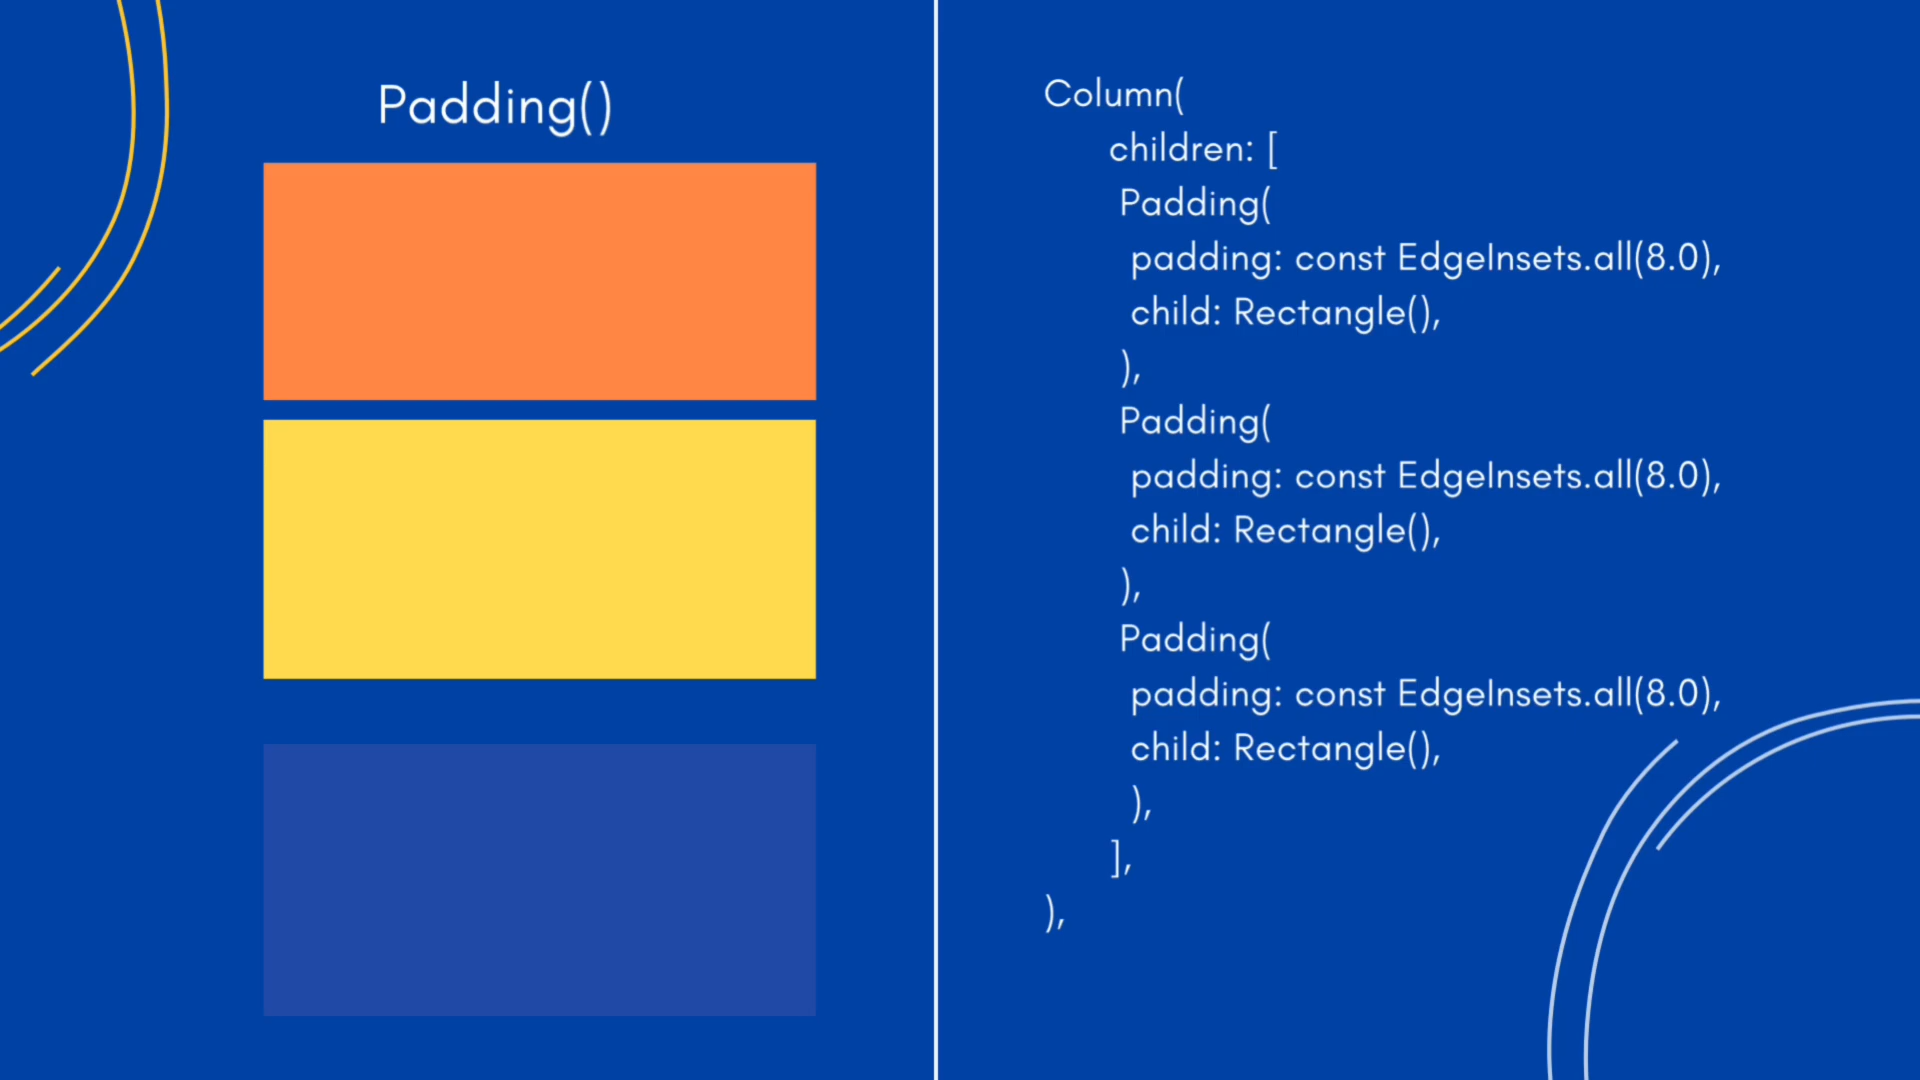 Padding()
Column(
children: [
Padding(
padding: const EdgeInsets.all(8.0),
child: Rectangle(),
),
Padding(
padding: const EdgeInsets.all(8.0),
child: Rectangle(),
),
Padding(
padding: const EdgeInsets.all(8.0),
child: Rectangle(),
),
],
),